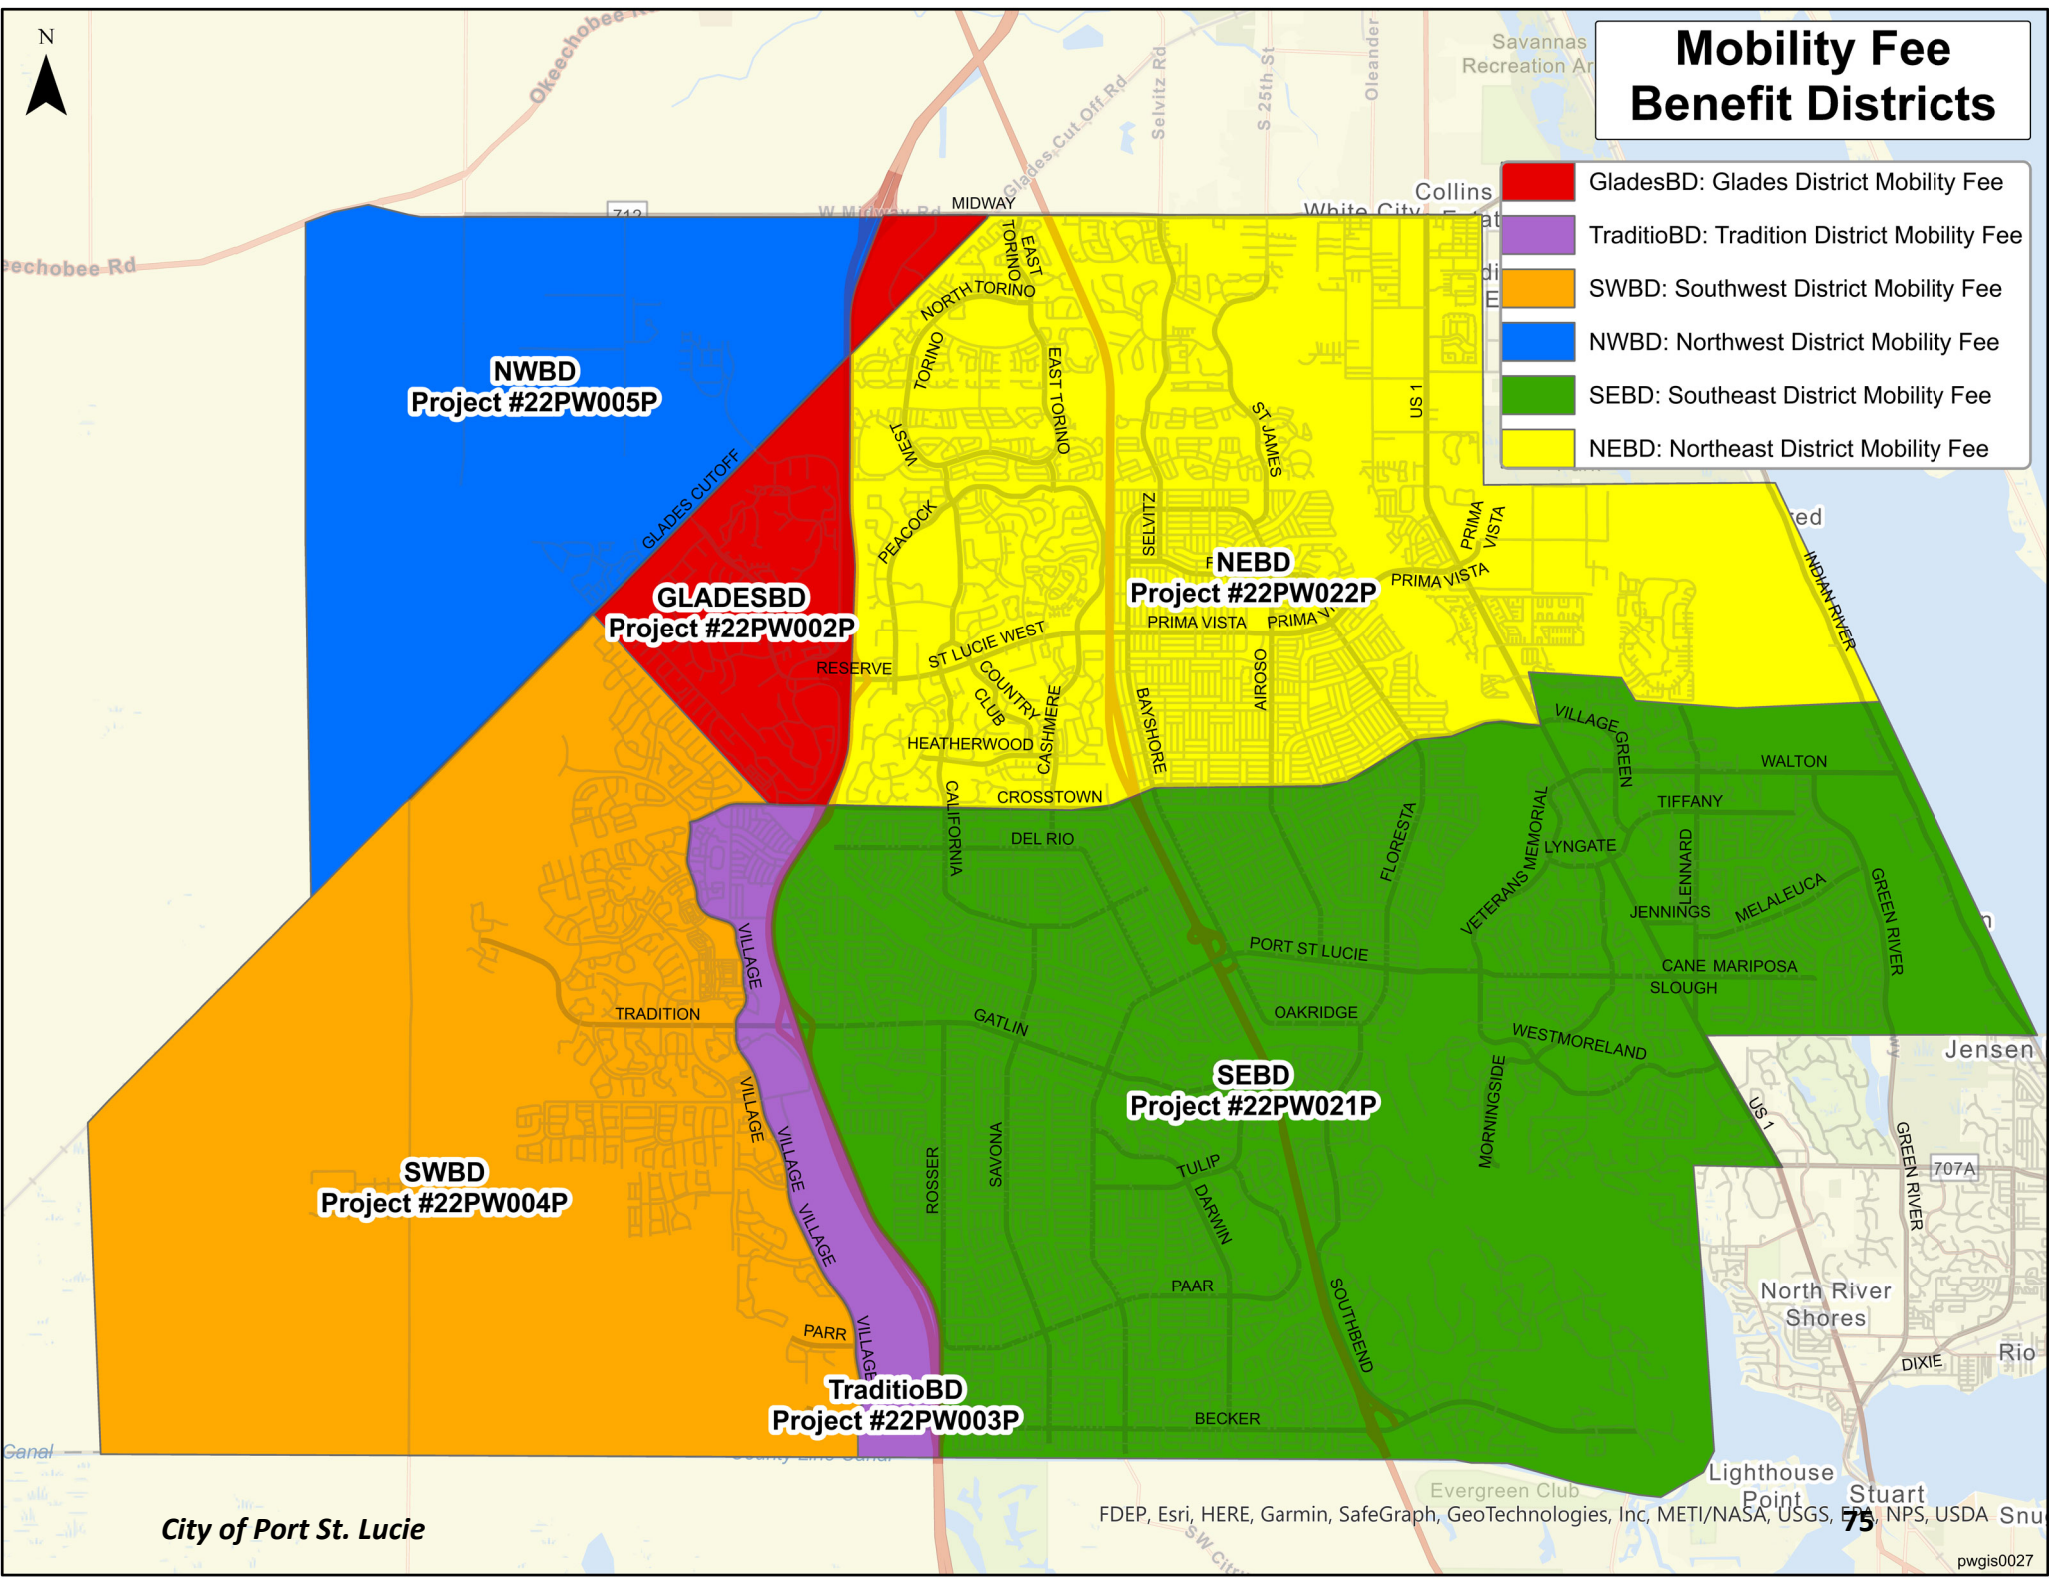 N
Mobility Fee
Benefit Districts
GladesBD: Glades District Mobility Fee
TraditioBD: Tradition District Mobility Fee
SWBD: Southwest District Mobility Fee
NWBD: Northwest District Mobility Fee
SEBD: Southeast District Mobility Fee
NEBD: Northeast District Mobility Fee
Savannas
Recreation Ar
Okeechobee
Selvitz Rd
S 25th St
Oleander
Glades Cut Off Rd
Collins
White City
W Midway Rd
MIDWAY
712
eechobee Rd
EAST
TORINO
NORTH TORINO
TORINO
EAST TORINO
WEST
US 1
ST JAMES
NWBD
Project #22PW005P
GLADES CUTOFF
PEACOCK
SELVITZ
PRIMA
VISTA
INDIAN RIVER
NEBD
Project #22PW022P
PRIMA VISTA
PRIMA VISTA
GLADESBD
Project #22PW002P
RESERVE
ST LUCIE WEST
COUNTRY
CLUB
CASHMERE
BAYSHORE
AIROSO
HEATHERWOOD
CROSSTOWN
VILLAGE
GREEN
WALTON
TIFFANY
CALIFORNIA
DEL RIO
FLORESTA
VETERANS MEMORIAL
LYNGATE
LENNARD
JENNINGS
MELALEUCA
GREEN RIVER
VILLAGE
PORT ST LUCIE
CANE
SLOUGH
MARIPOSA
TRADITION
GATLIN
OAKRIDGE
WESTMORELAND
Jensen
SEBD
Project #22PW021P
MORNINGSIDE
VILLAGE
VILLAGE
VILLAGE
US 1
GREEN RIVER
707A
SWBD
Project #22PW004P
ROSSER
SAVONA
TULIP
DARWIN
PAAR
SOUTHBEND
North River
Shores
PARR
VILLAGE
DIXIE
Rio
TraditioBD
Project #22PW003P
BECKER
Canal
County Line Canal
Evergreen Club
Lighthouse
Point
Stuart
City of Port St. Lucie
FDEP, Esri, HERE, Garmin, SafeGraph, GeoTechnologies, Inc, METI/NASA, USGS, EPA, NPS, USDA
75
pwgis0027